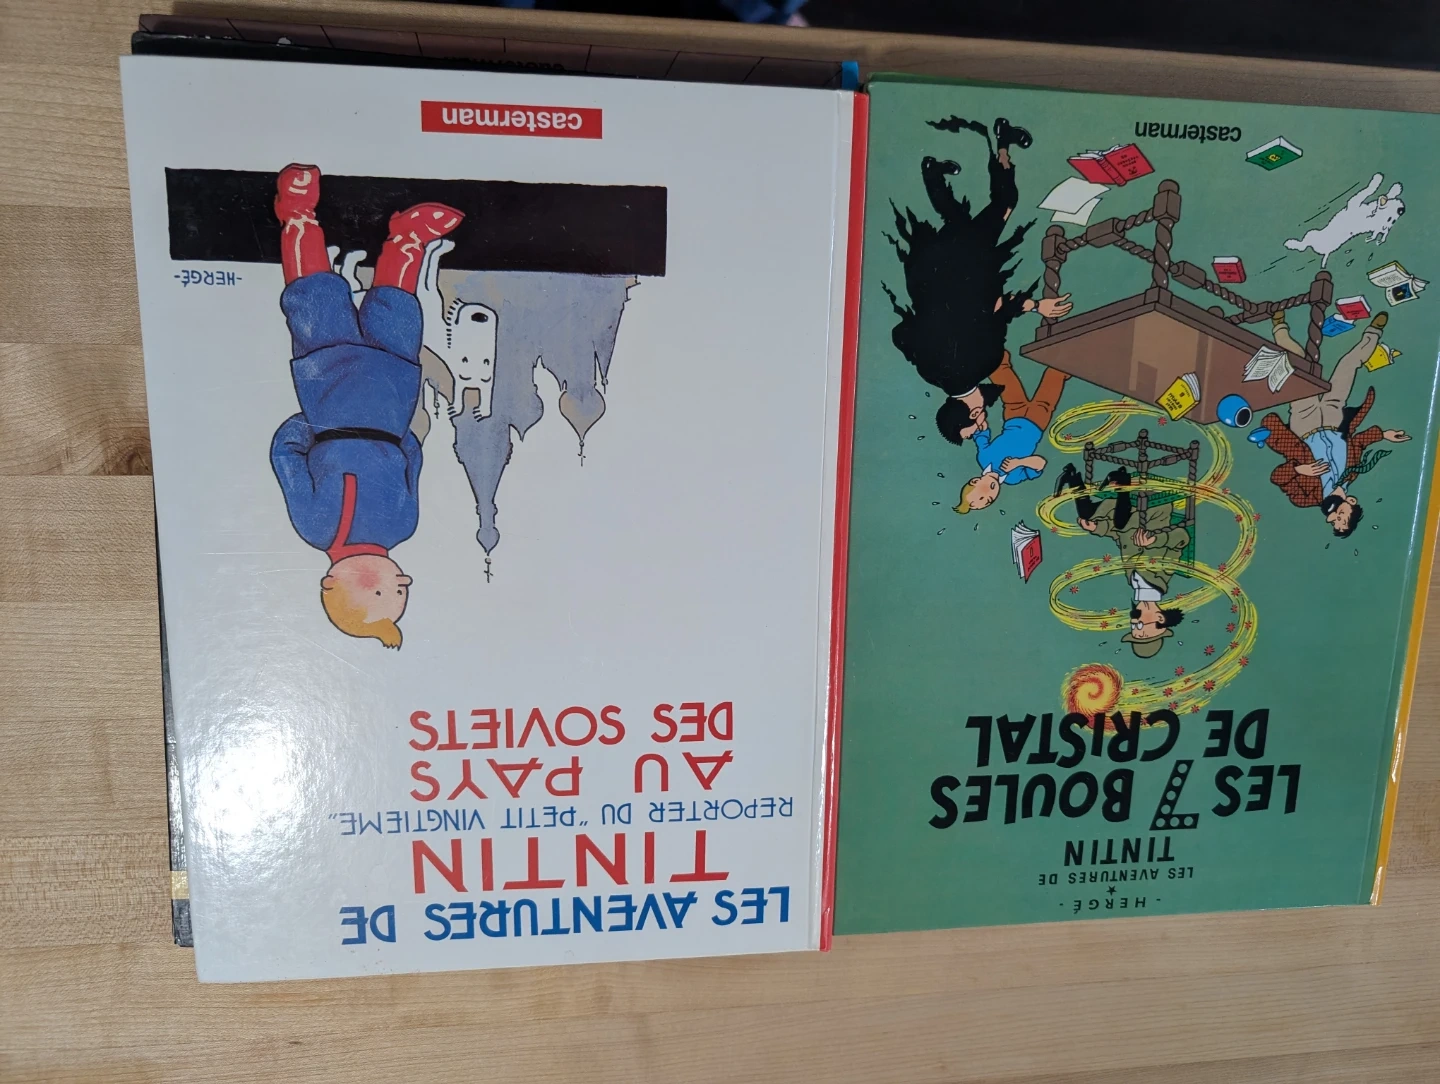 LES AVENTURES DE
TINTIN
REPORTER DU "PETIT VINGTIEME"
AU PAYS
DES SOVIETS
-HERGÉ-
casterman
- HERGÉ -
LES AVENTURES DE
TINTIN
LES 7 BOULES
DE CRISTAL
casterman